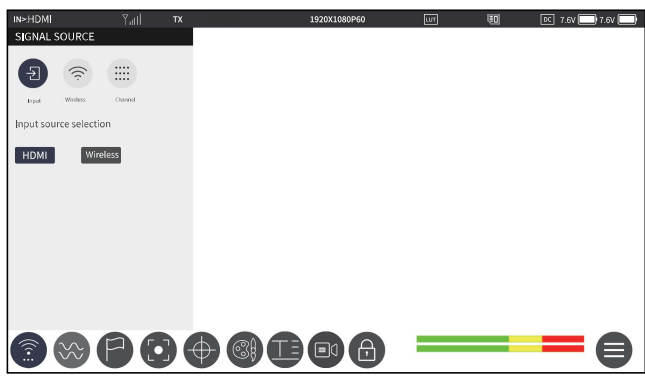 IN>:HDMI TX 1920X1080P60 LUT DC 7.6V 7.6V
SIGNAL SOURCE
Input Wireless Channel
Input source selection
HDMI Wireless